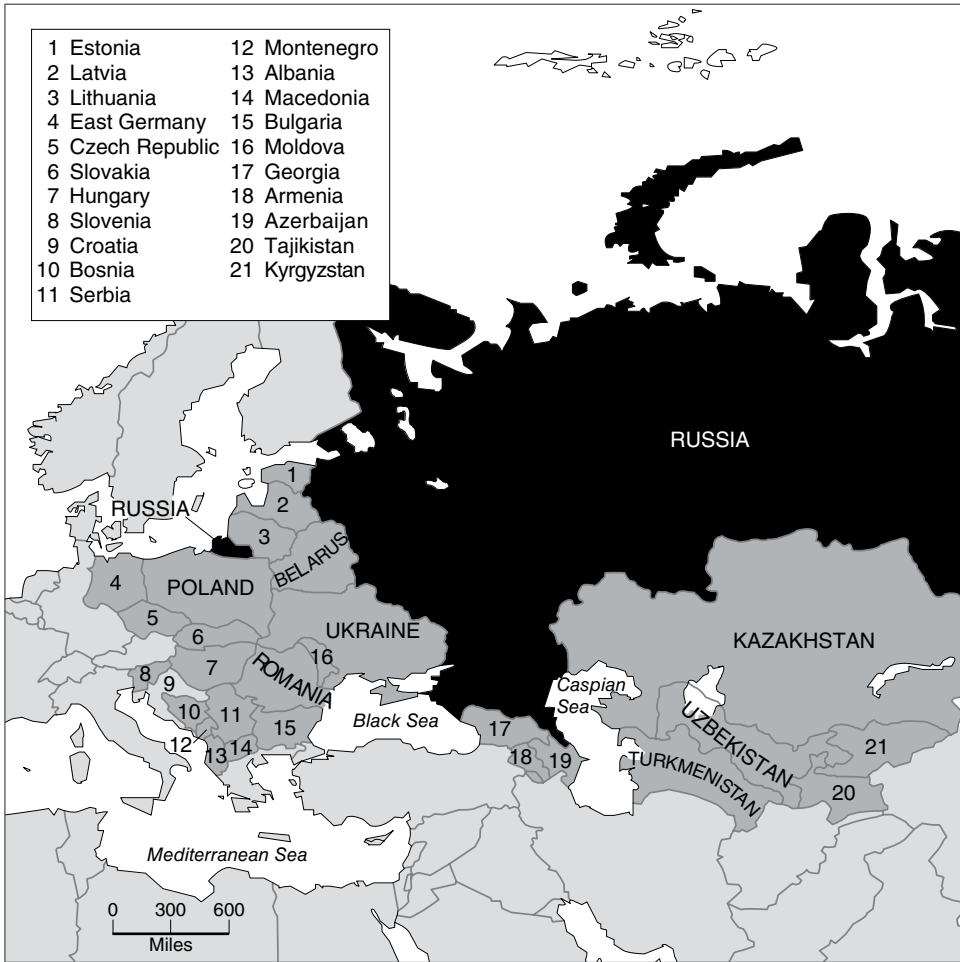 1 Estonia
2 Latvia
3 Lithuania
4 East Germany
5 Czech Republic
6 Slovakia
7 Hungary
8 Slovenia
9 Croatia
10 Bosnia
11 Serbia
12 Montenegro
13 Albania
14 Macedonia
15 Bulgaria
16 Moldova
17 Georgia
18 Armenia
19 Azerbaijan
20 Tajikistan
21 Kyrgyzstan
RUSSIA
1
2
RUSSIA
3
BELARUS
4
POLAND
5
6
UKRAINE
KAZAKHSTAN
7
ROMANIA
16
8
9
10
11
15
Black Sea
Caspian
Sea
12
13
14
17
18
19
UZBEKISTAN
TURKMENISTAN
21
20
Mediterranean Sea
0 300 600
Miles